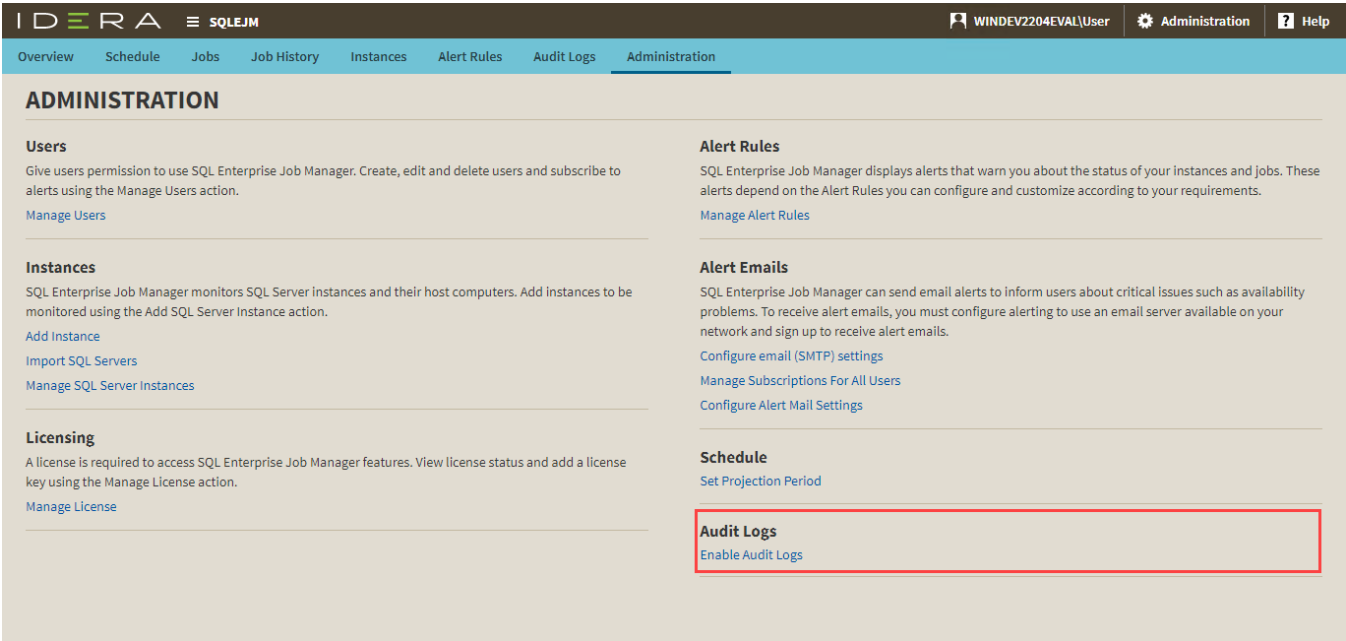 IDERA SQLEJM WINDEV2204EVAL\User Administration ? Help
Overview Schedule Jobs Job History Instances Alert Rules Audit Logs Administration
ADMINISTRATION
Users
Give users permission to use SQL Enterprise Job Manager. Create, edit and delete users and subscribe to
alerts using the Manage Users action.
Manage Users
Instances
SQL Enterprise Job Manager monitors SQL Server instances and their host computers. Add instances to be
monitored using the Add SQL Server Instance action.
Add Instance
Import SQL Servers
Manage SQL Server Instances
Licensing
A license is required to access SQL Enterprise Job Manager features. View license status and add a license
key using the Manage License action.
Manage License
Alert Rules
SQL Enterprise Job Manager displays alerts that warn you about the status of your instances and jobs. These
alerts depend on the Alert Rules you can configure and customize according to your requirements.
Manage Alert Rules
Alert Emails
SQL Enterprise Job Manager can send email alerts to inform users about critical issues such as availability
problems. To receive alert emails, you must configure alerting to use an email server available on your
network and sign up to receive alert emails.
Configure email (SMTP) settings
Manage Subscriptions For All Users
Configure Alert Mail Settings
Schedule
Set Projection Period
Audit Logs
Enable Audit Logs